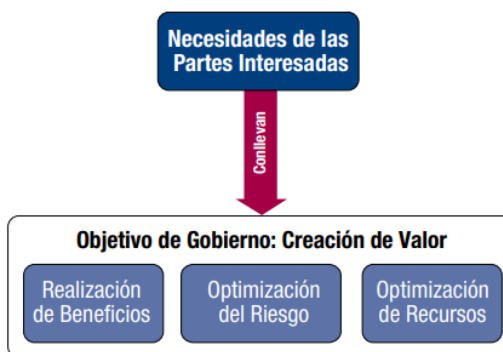 Necesidades de las
Partes Interesadas
Conllevan
Objetivo de Gobierno: Creación de Valor
Realización
de Beneficios
Optimización
del Riesgo
Optimización
de Recursos